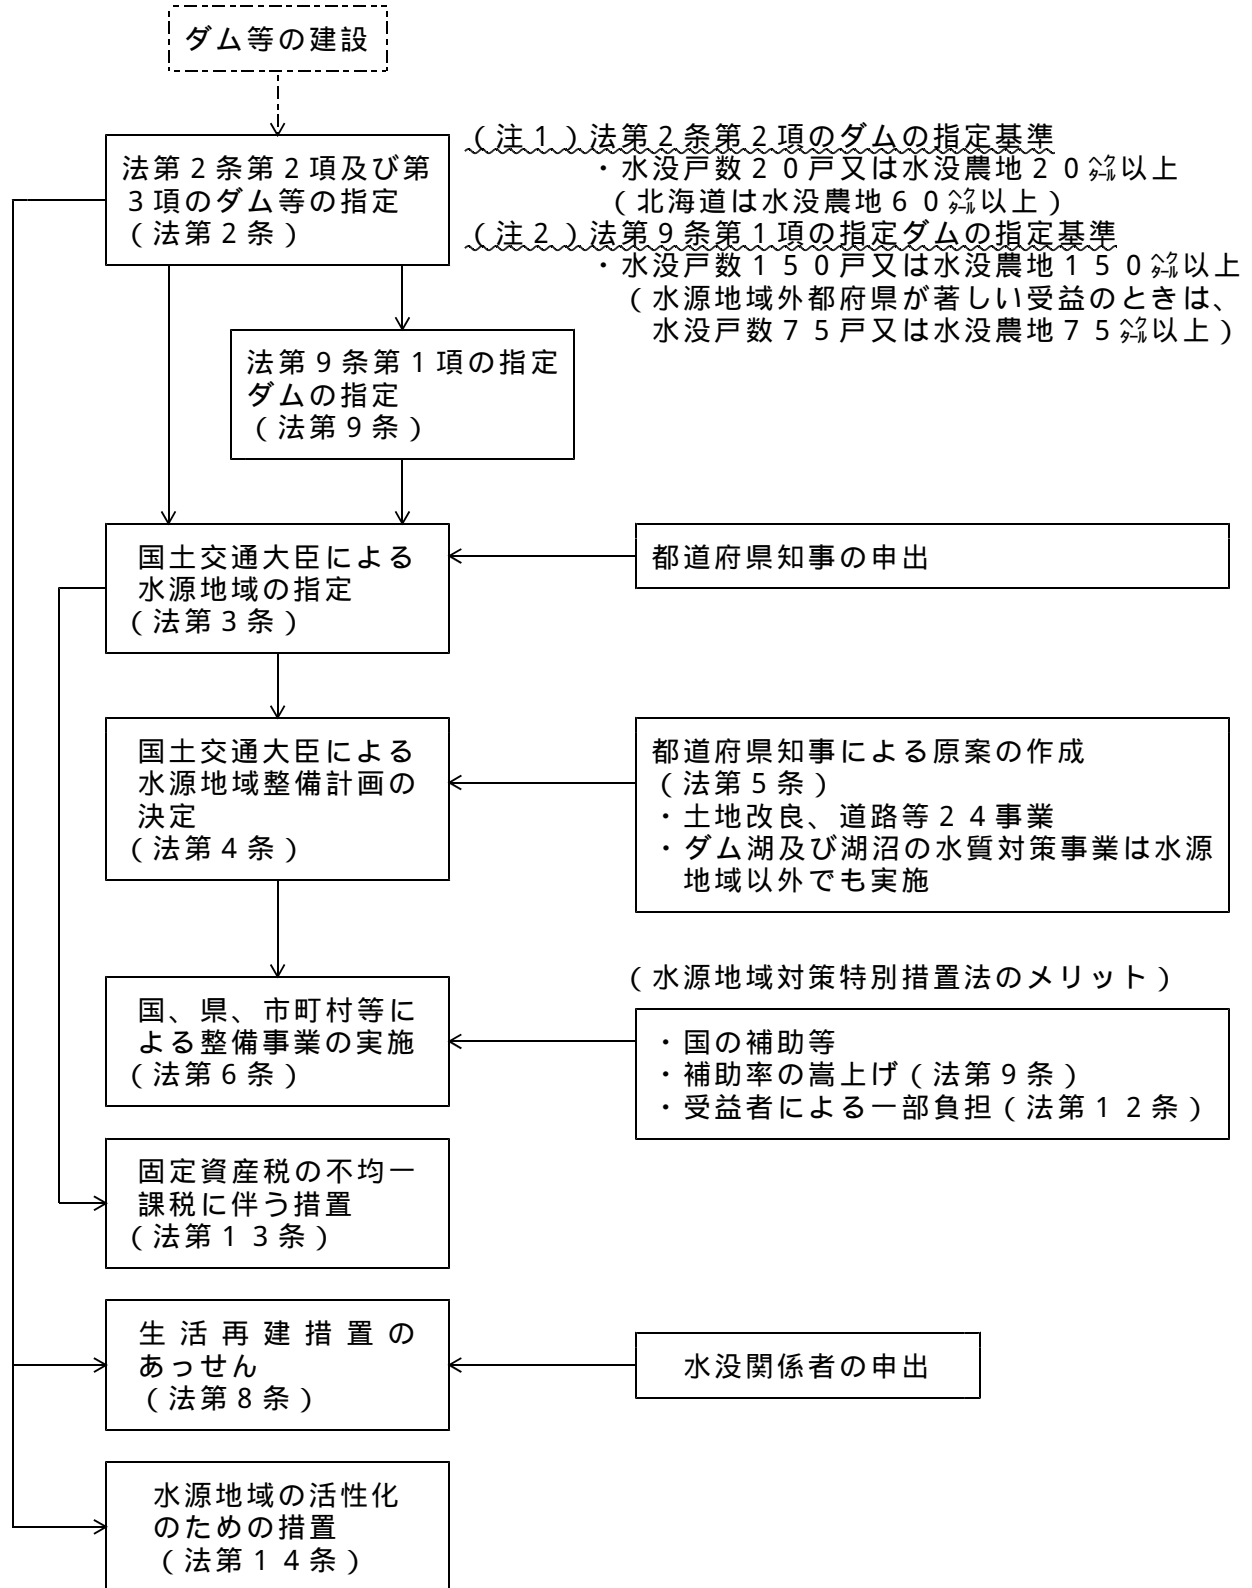 ダム等の建設
法第２条第２項及び第
３項のダム等の指定
（法第２条）
（注１）法第２条第２項のダムの指定基準
・水没戸数２０戸又は水没農地２０㌶以上
（北海道は水没農地６０㌶以上）
（注２）法第９条第１項の指定ダムの指定基準
・水没戸数１５０戸又は水没農地１５０㌶以上
（水源地域外都府県が著しい受益のときは、
水没戸数７５戸又は水没農地７５㌶以上）
法第９条第１項の指定
ダムの指定
（法第９条）
国土交通大臣による
水源地域の指定
（法第３条）
都道府県知事の申出
国土交通大臣による
水源地域整備計画の
決定
（法第４条）
都道府県知事による原案の作成
（法第５条）
・土地改良、道路等２４事業
・ダム湖及び湖沼の水質対策事業は水源
地域以外でも実施
国、県、市町村等に
よる整備事業の実施
（法第６条）
（水源地域対策特別措置法のメリット）
・国の補助等
・補助率の嵩上げ（法第９条）
・受益者による一部負担（法第１２条）
固定資産税の不均一
課税に伴う措置
（法第１３条）
生活再建措置の
あっせん
（法第８条）
水没関係者の申出
水源地域の活性化
のための措置
（法第１４条）